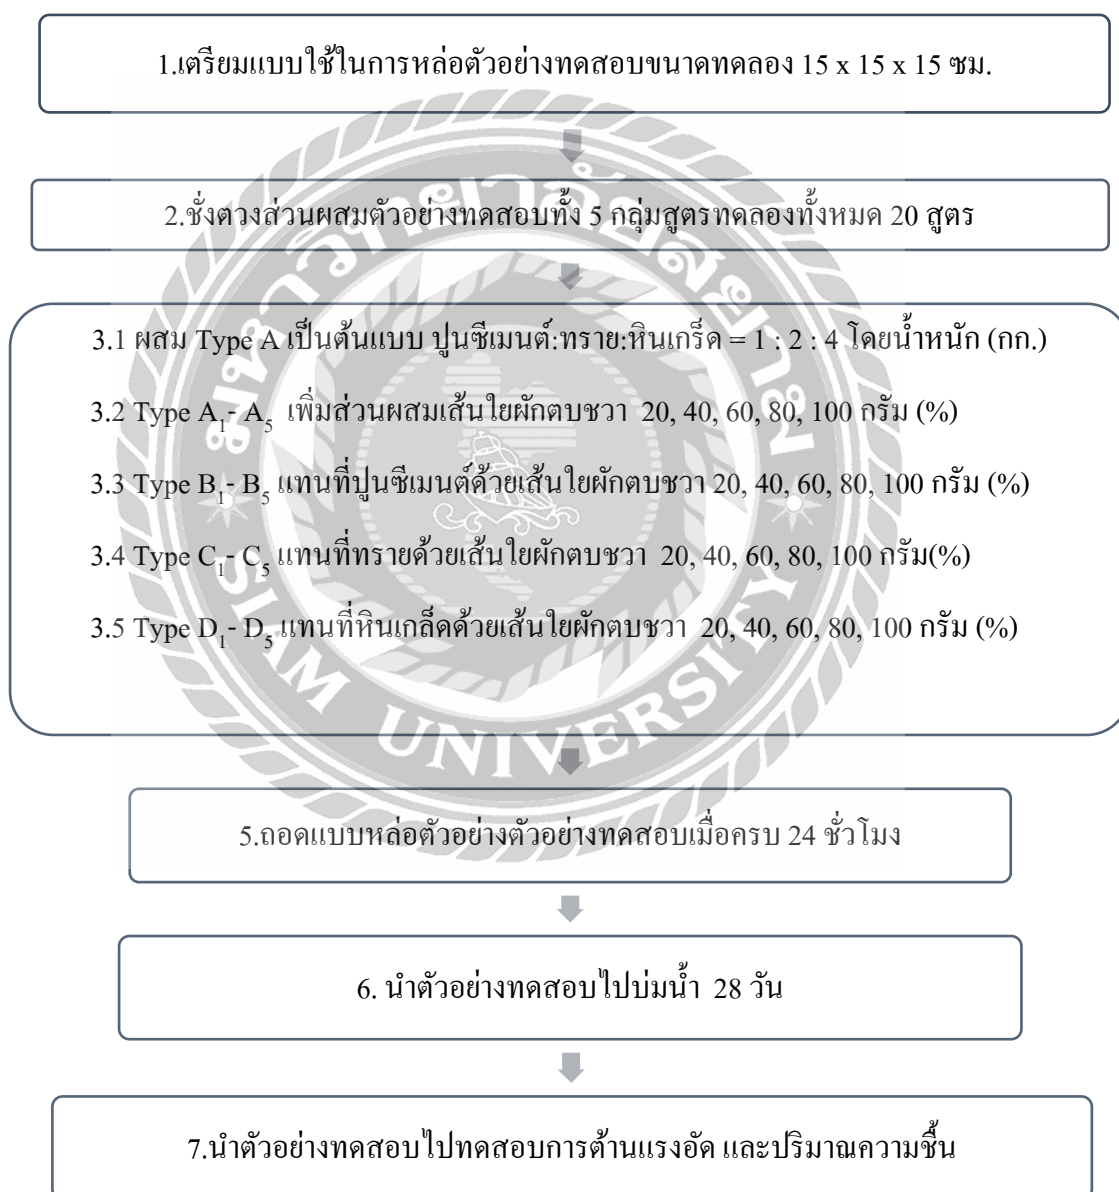 1.เตรียมแบบใช้ในการหล่อตัวอย่างทดสอบขนาดทดลอง 15 x 15 x 15 ซม.
2.ชั่งตวงส่วนผสมตัวอย่างทดสอบทั้ง 5 กลุ่มสูตรทดลองทั้งหมด 20 สูตร
มหาวิทยาลัยสยาม
3.1 ผสม Type A เป็นต้นแบบ ปูนซีเมนต์:ทราย:หินเกร็ด = 1 : 2 : 4 โดยน้ำหนัก (กก.)
3.2 Type A₁- A₅ เพิ่มส่วนผสมเส้นใยผักตบชวา 20, 40, 60, 80, 100 กรัม (%)
3.3 Type B₁- B₅ แทนที่ปูนซีเมนต์ด้วยเส้นใยผักตบชวา 20, 40, 60, 80, 100 กรัม (%)
3.4 Type C₁- C₅ แทนที่ทรายด้วยเส้นใยผักตบชวา 20, 40, 60, 80, 100 กรัม(%)
3.5 Type D₁- D₅ แทนที่หินเกล็ดด้วยเส้นใยผักตบชวา 20, 40, 60, 80, 100 กรัม (%)
SIAM UNIVERSITY
5.ถอดแบบหล่อตัวอย่างตัวอย่างทดสอบเมื่อครบ 24 ชั่วโมง
6. นำตัวอย่างทดสอบไปบ่มน้ำ 28 วัน
7.นำตัวอย่างทดสอบไปทดสอบการต้านแรงอัด และปริมาณความชื้น